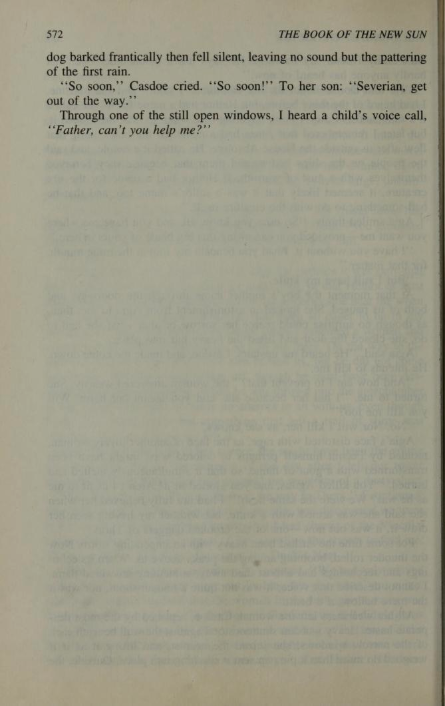 572 THE BOOK OF THE NEW SUN
dog barked frantically then fell silent, leaving no sound but the pattering
of the first rain.
‘‘So soon,’’ Casdoe cried. ‘‘So soon!’’ To her son: ‘‘Severian, get
out of the way.’’
Through one of the still open windows, I heard a child’s voice call,
‘‘Father, can’t you help me?’’